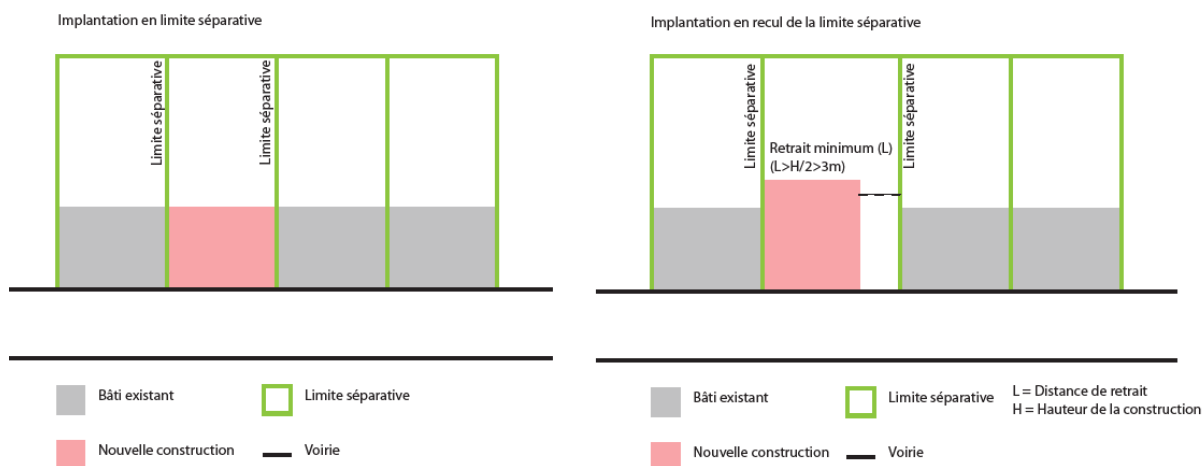 Implantation en limite séparative
Limite séparative
Limite séparative
Bâti existant
Limite séparative
Nouvelle construction
Voirie
Implantation en recul de la limite séparative
Limite séparative
Retrait minimum (L)
(L>H/2>3m)
Limite séparative
Bâti existant
Limite séparative
L = Distance de retrait
H = Hauteur de la construction
Nouvelle construction
Voirie